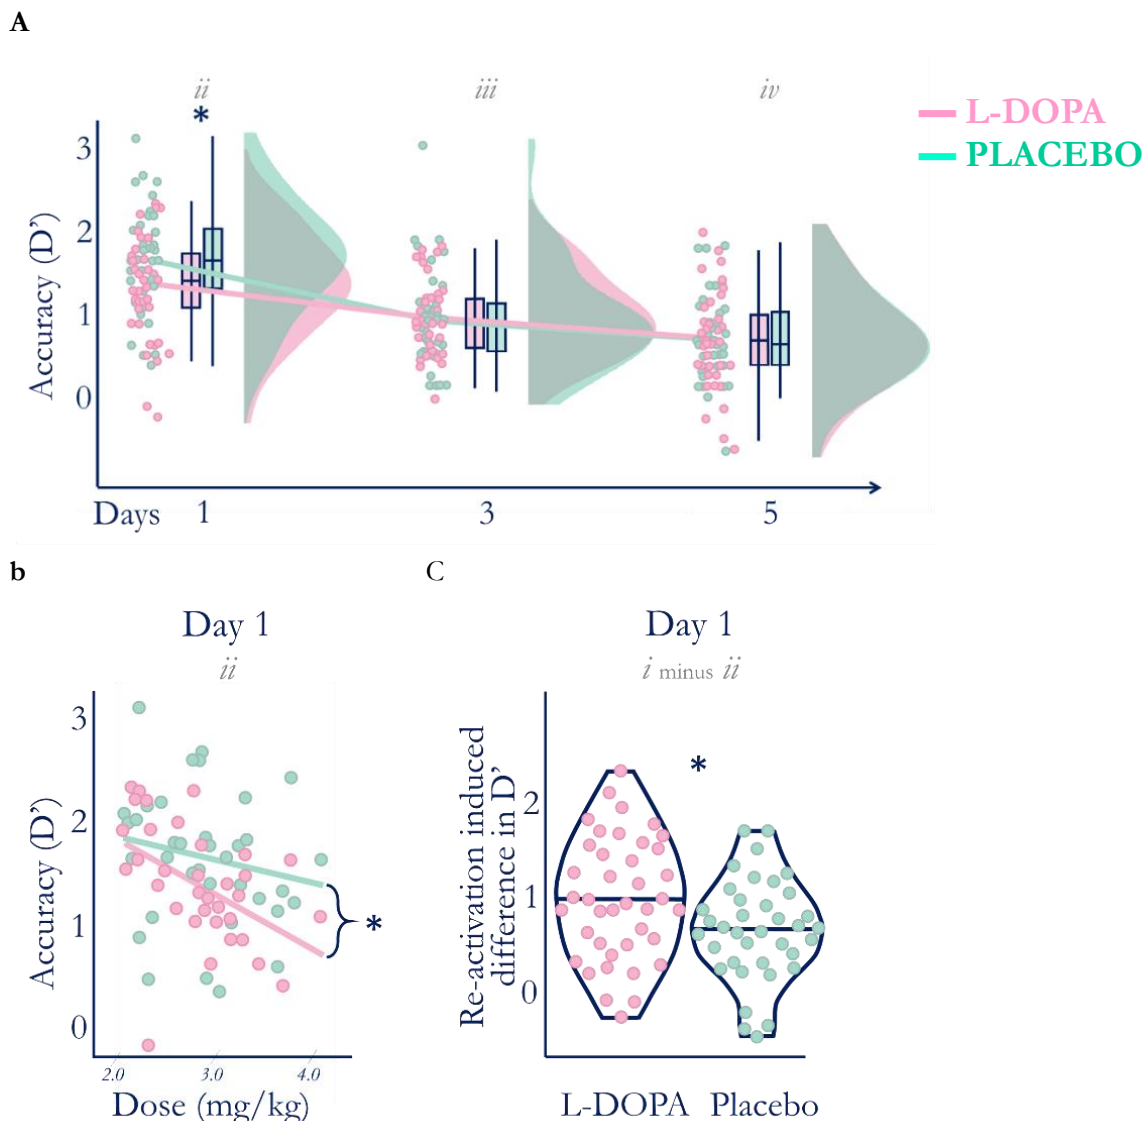 A
ii
iii
iv
*
L-DOPA
PLACEBO
Accuracy (D’)
3
2
1
0
Days 1 3 5
b
C
Day 1
ii
Accuracy (D’)
3
2
1
0
*
2.0 3.0 4.0
Dose (mg/kg)
Day 1
i minus ii
Re-activation induced
difference in D’
2
1
0
*
L-DOPA Placebo